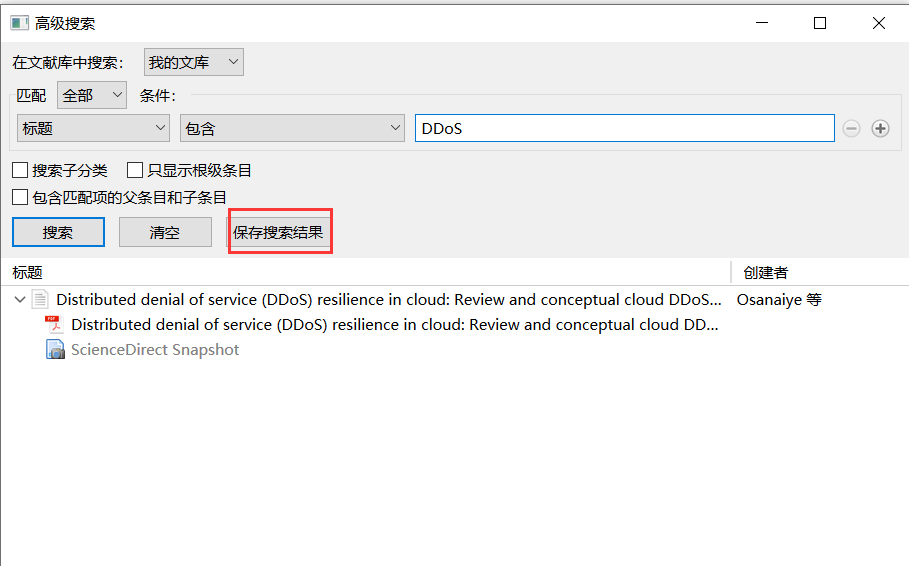 高级搜索
在文献库中搜索： 我的文库
匹配 全部 条件：
标题 包含 DDoS
搜索子分类 只显示根级条目
包含匹配项的父条目和子条目
搜索 清空 保存搜索结果
标题 创建者
Distributed denial of service (DDoS) resilience in cloud: Review and conceptual cloud DDoS... Osanaiye 等
Distributed denial of service (DDoS) resilience in cloud: Review and conceptual cloud DD...
ScienceDirect Snapshot